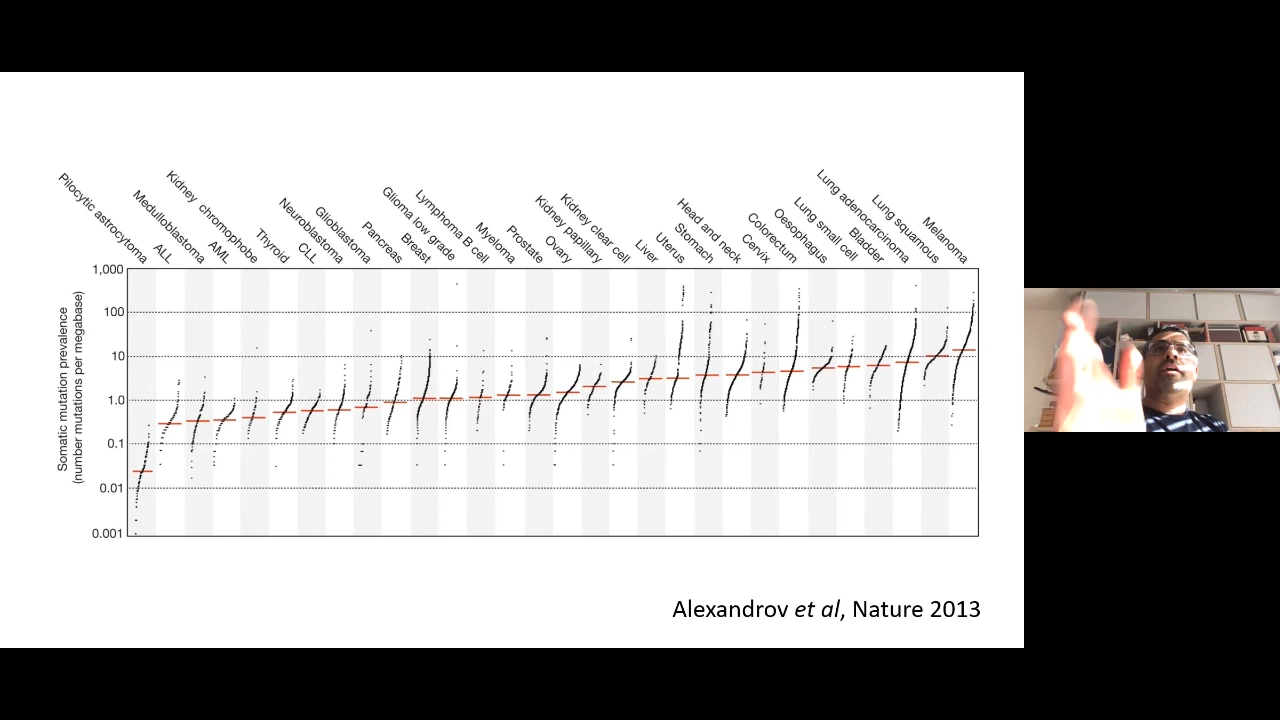 Pilocytic astrocytoma
ALL
Medulloblastoma
AML
Kidney chromophobe
Thyroid
CLL
Neuroblastoma
Glioblastoma
Pancreas
Breast
Glioma low grade
Lymphoma B cell
Myeloma
Prostate
Ovary
Kidney papillary
Kidney clear cell
Liver
Uterus
Stomach
Head and neck
Cervix
Colorectum
Oesophagus
Lung small cell
Bladder
Lung adenocarcinoma
Lung squamous
Melanoma
Somatic mutation prevalence
(number mutations per megabase)
1,000
100
10
1.0
0.1
0.01
0.001
Alexandrov et al, Nature 2013